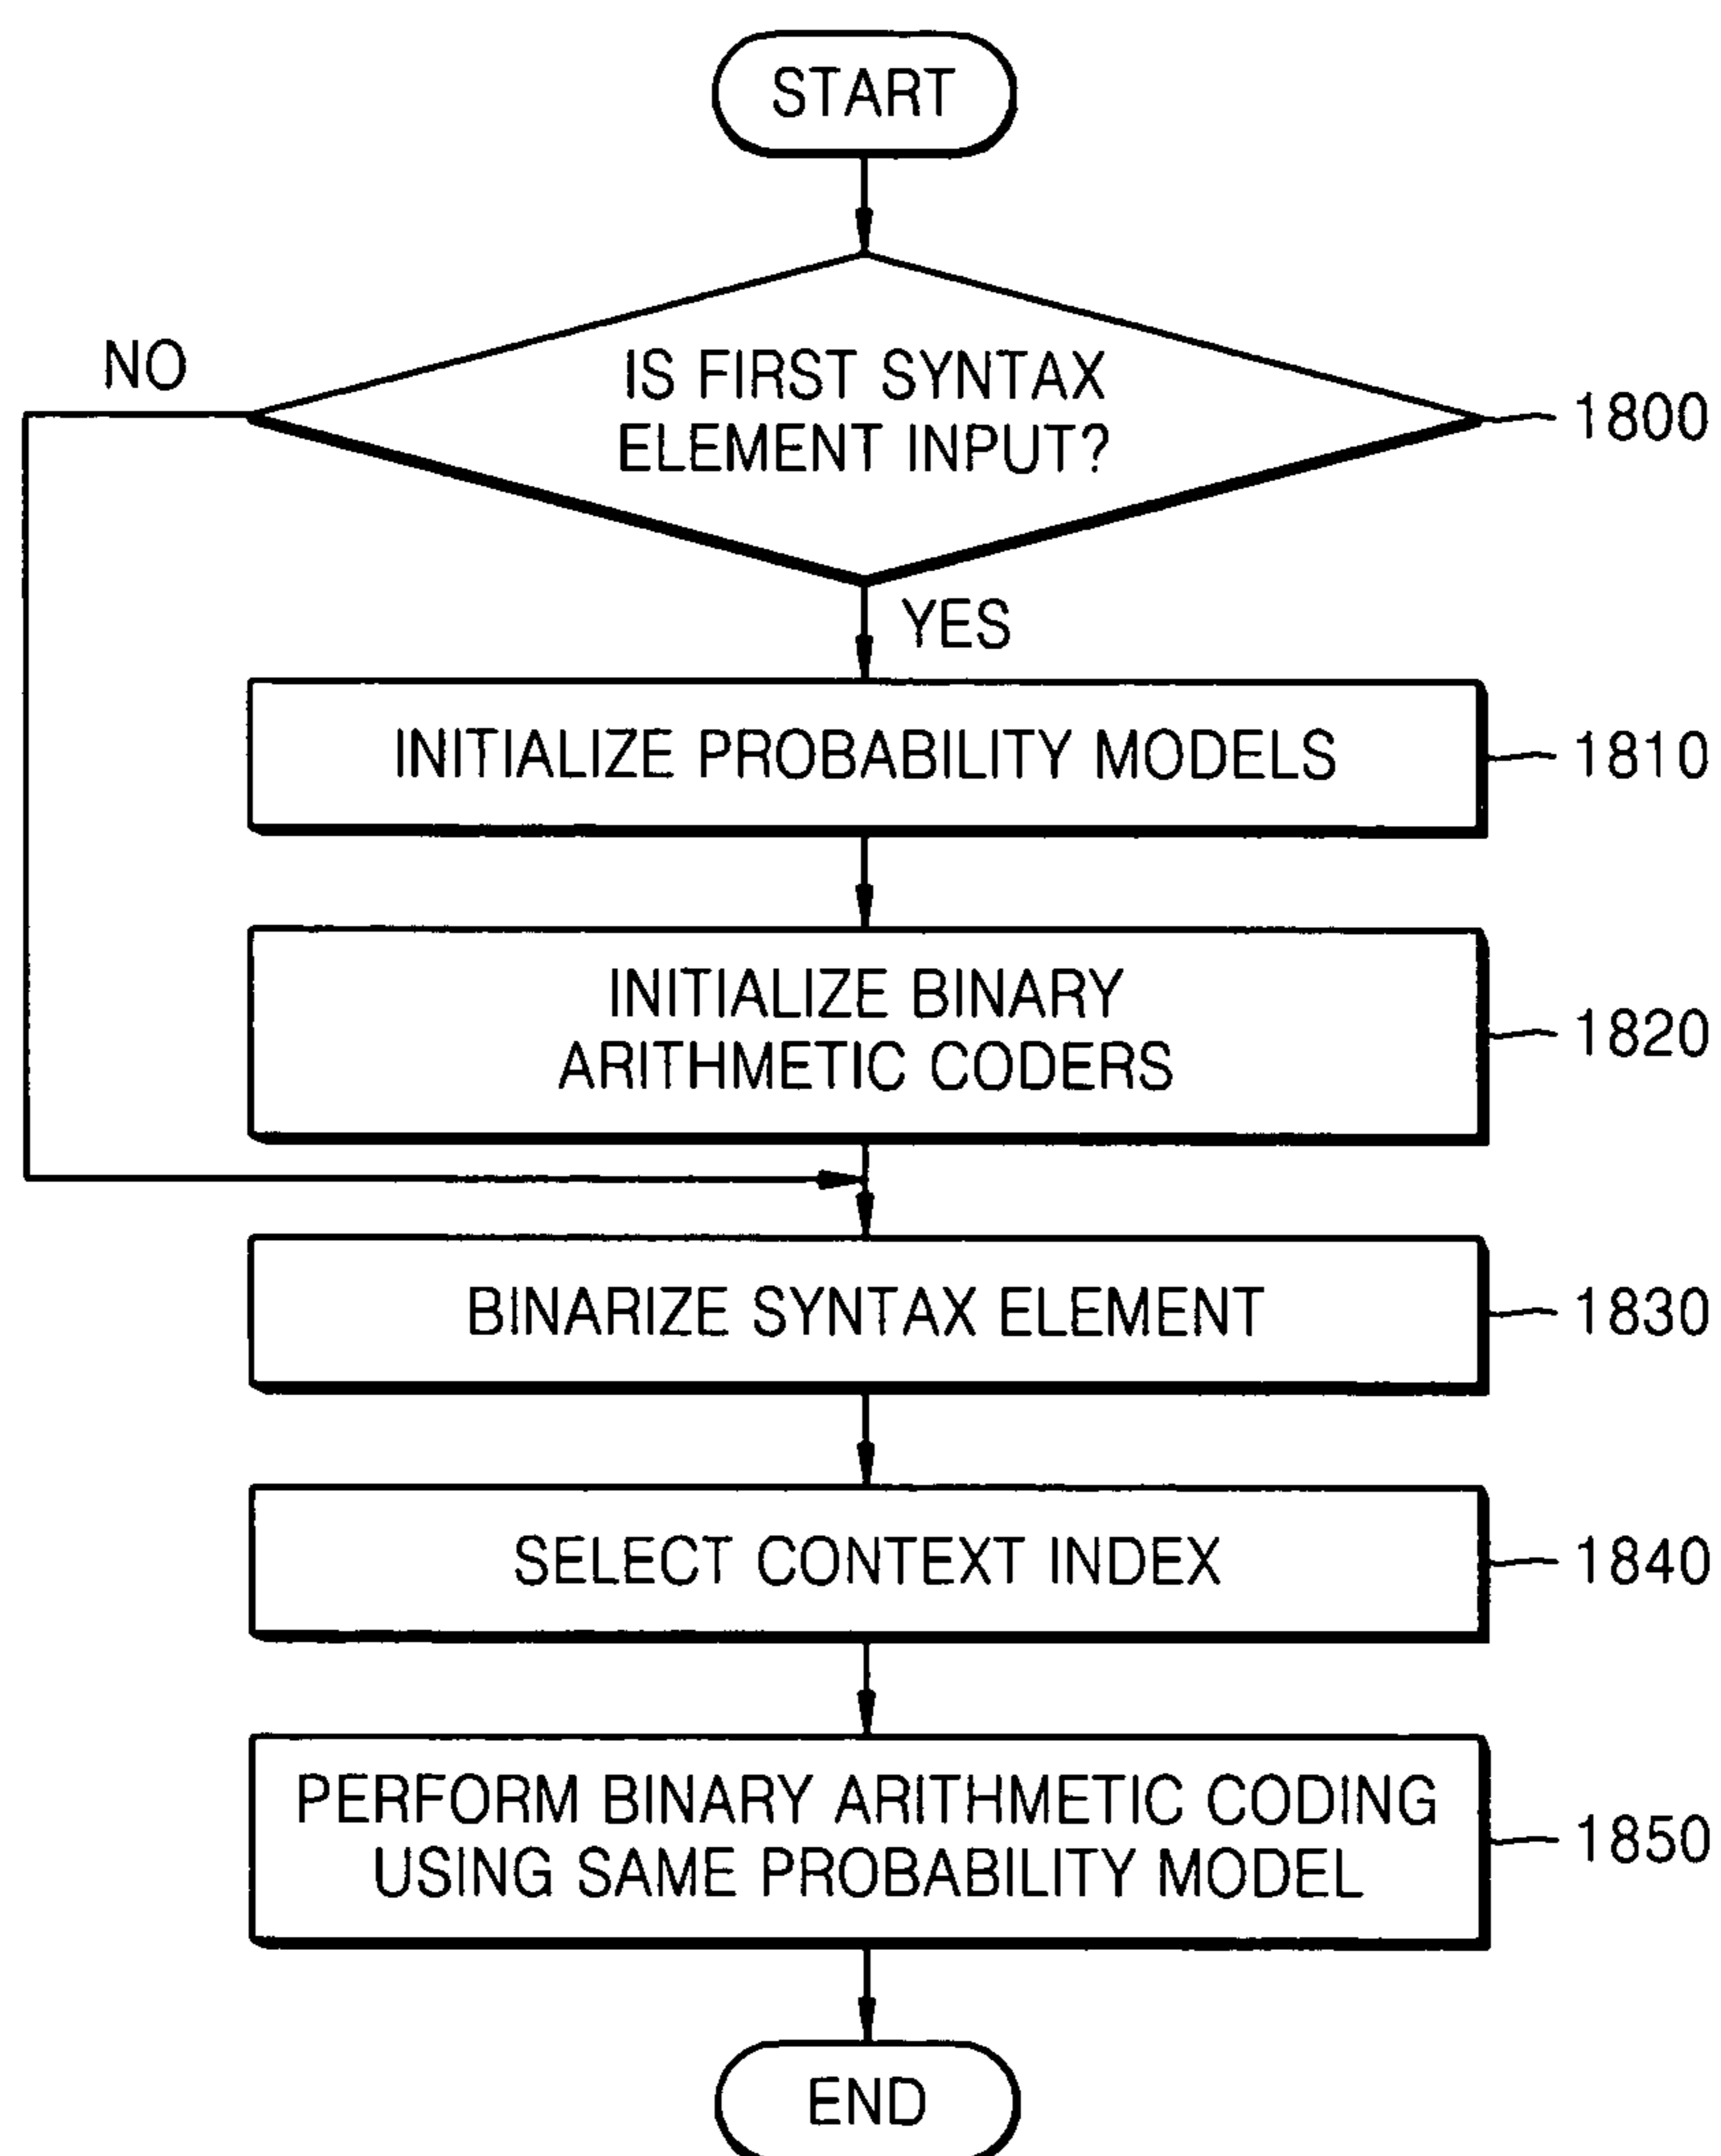 START
NO
IS FIRST SYNTAX
ELEMENT INPUT?
1800
YES
INITIALIZE PROBABILITY MODELS
1810
INITIALIZE BINARY
ARITHMETIC CODERS
1820
BINARIZE SYNTAX ELEMENT
1830
SELECT CONTEXT INDEX
1840
PERFORM BINARY ARITHMETIC CODING
USING SAME PROBABILITY MODEL
1850
END